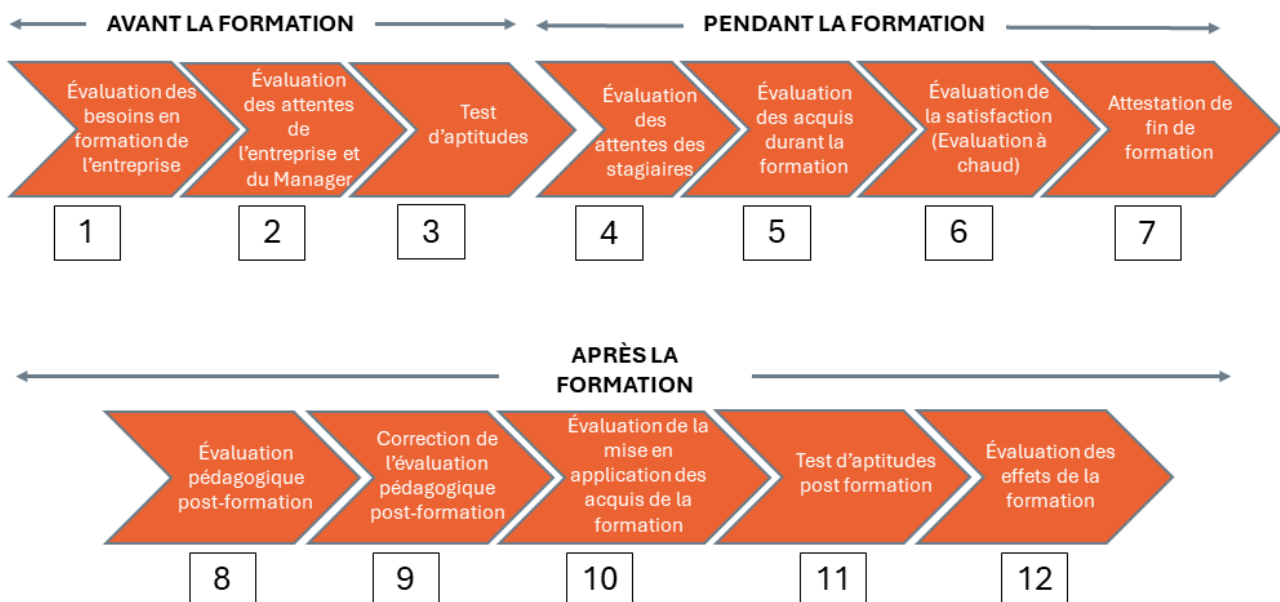 AVANT LA FORMATION
PENDANT LA FORMATION
Évaluation des
besoins en
formation de
l'entreprise
Évaluation
des attentes
de
l'entreprise et
du Manager
Test
d'aptitudes
Évaluation
des
attentes des
stagiaires
Évaluation
des acquis
durant la
formation
Évaluation de
la satisfaction
(Evaluation à
chaud)
Attestation de
fin de
formation
1
2
3
4
5
6
7
APRÈS LA
FORMATION
Évaluation
pédagogique
post-formation
Correction de
l'évaluation
pédagogique
post-formation
Évaluation de la
mise en
application des
acquis de la
formation
Test d'aptitudes
post formation
Évaluation des
effets de la
formation
8
9
10
11
12